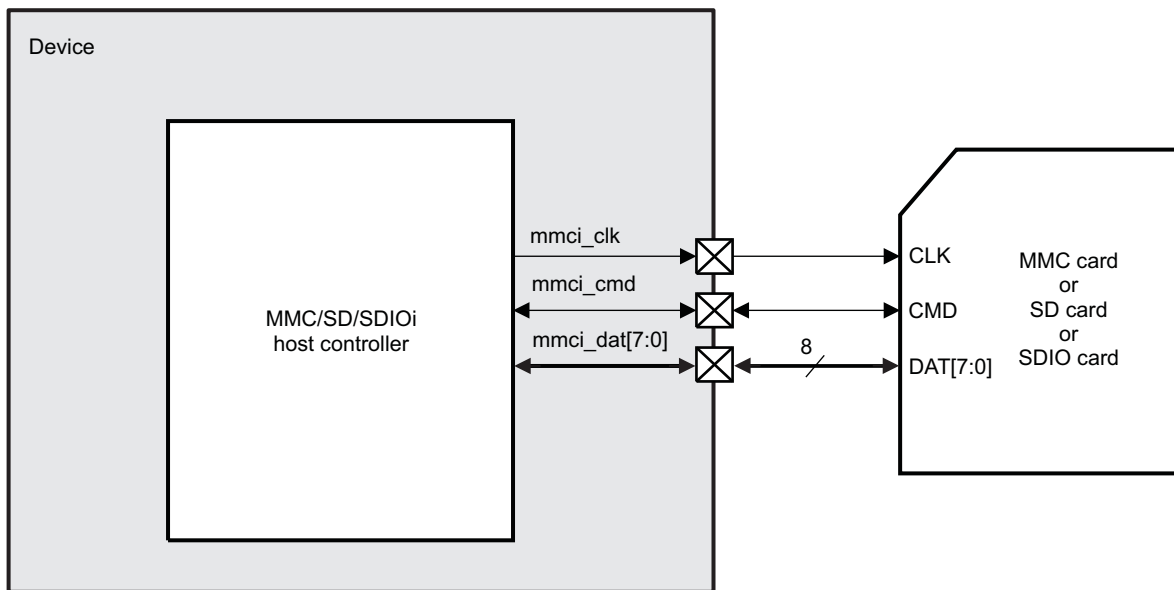 Device
MMC/SD/SDIOi
host controller
mmci_clk
mmci_cmd
mmci_dat[7:0]
8
CLK
CMD
DAT[7:0]
MMC card
or
SD card
or
SDIO card